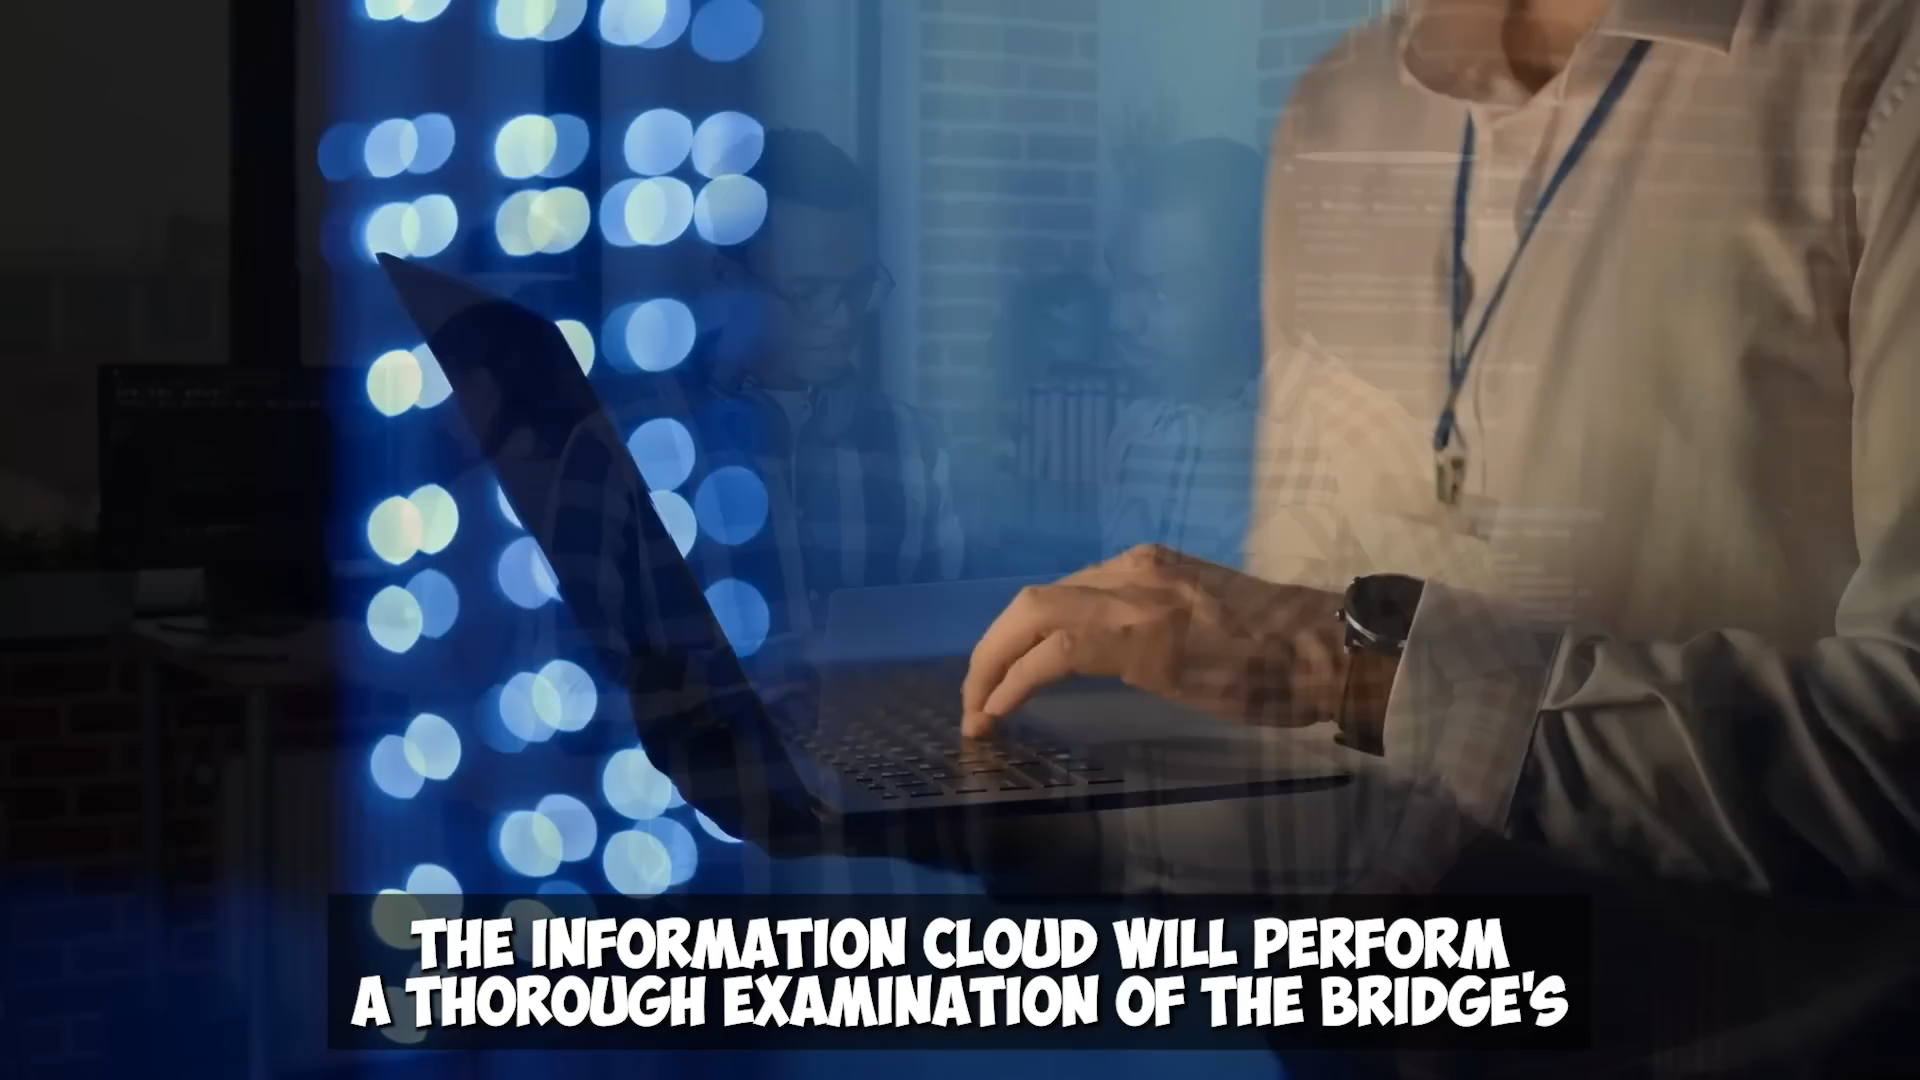 THE INFORMATION CLOUD WILL PERFORM
A THOROUGH EXAMINATION OF THE BRIDGE'S